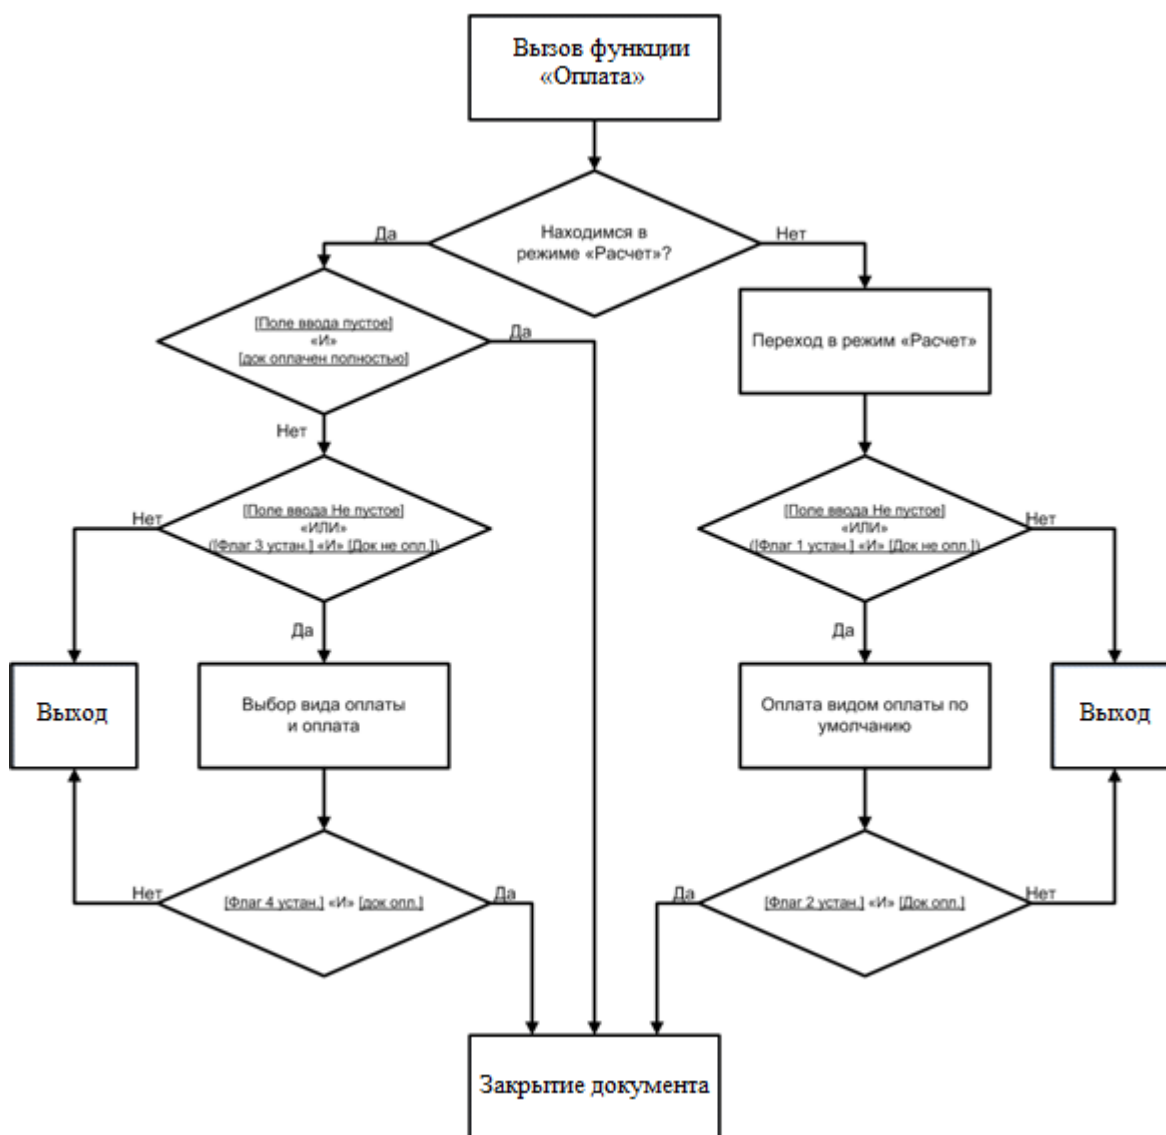 Вызов функции
«Оплата»
Находимся в
режиме «Расчет»?
Да
Нет
[Поле ввода пустое]
«И»
[док оплачен полностью]
Да
Нет
Переход в режим «Расчет»
[Поле ввода Не пустое]
«ИЛИ»
([Флаг 3 устан.] «И» [Док не опл.])
Нет
Да
[Поле ввода Не пустое]
«ИЛИ»
([Флаг 1 устан.] «И» [Док не опл.])
Нет
Да
Выход
Выбор вида оплаты
и оплата
Оплата видом оплаты по
умолчанию
Выход
Нет
[Флаг 4 устан.] «И» [док опл.]
Да
Да
[Флаг 2 устан.] «И» [Док опл.]
Нет
Закрытие документа